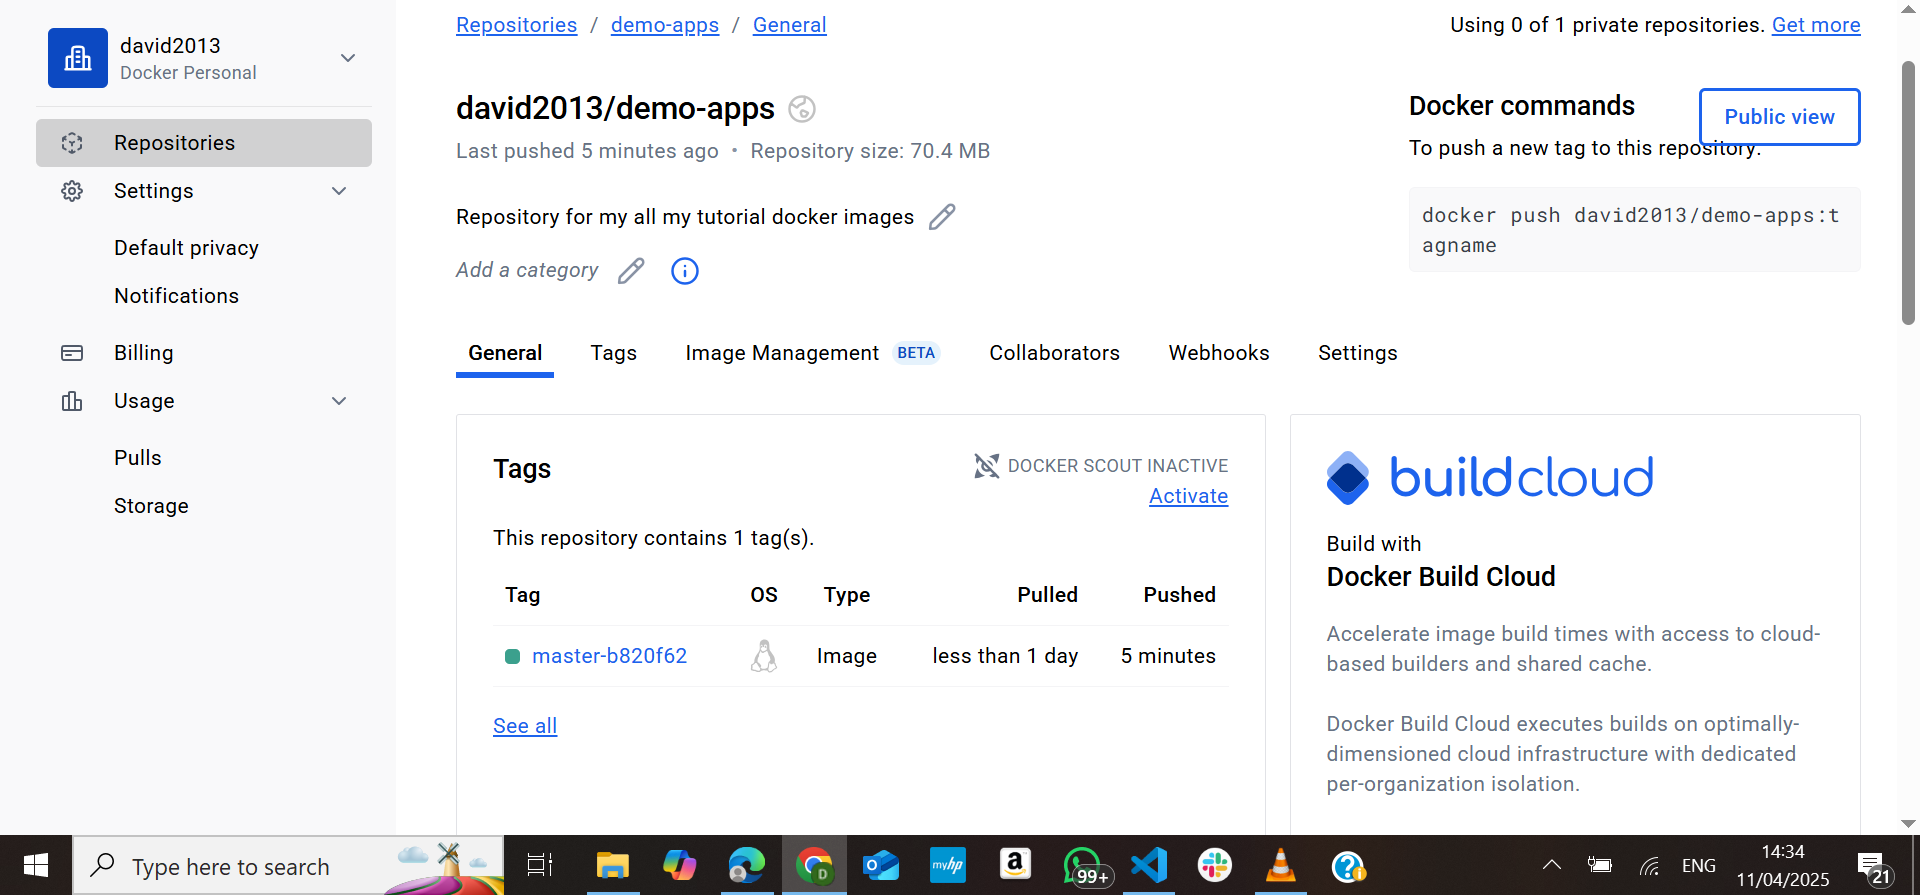 david2013
Docker Personal
Repositories
Settings
Default privacy
Notifications
Billing
Usage
Pulls
Storage
Repositories / demo-apps / General
Using 0 of 1 private repositories. Get more
david2013/demo-apps
Last pushed 5 minutes ago • Repository size: 70.4 MB
Repository for my all my tutorial docker images
Add a category
Docker commands
Public view
To push a new tag to this repository.
docker push david2013/demo-apps:t
agname
General Tags Image Management BETA Collaborators Webhooks Settings
Tags
DOCKER SCOUT INACTIVE
Activate
This repository contains 1 tag(s).
Tag OS Type Pulled Pushed
master-b820f62 Image less than 1 day 5 minutes
See all
buildcloud
Build with
Docker Build Cloud
Accelerate image build times with access to cloud-
based builders and shared cache.
Docker Build Cloud executes builds on optimally-
dimensioned cloud infrastructure with dedicated
per-organization isolation.
Type here to search
D
o
myhp
a
99+
?
ENG
14:34
11/04/2025
21